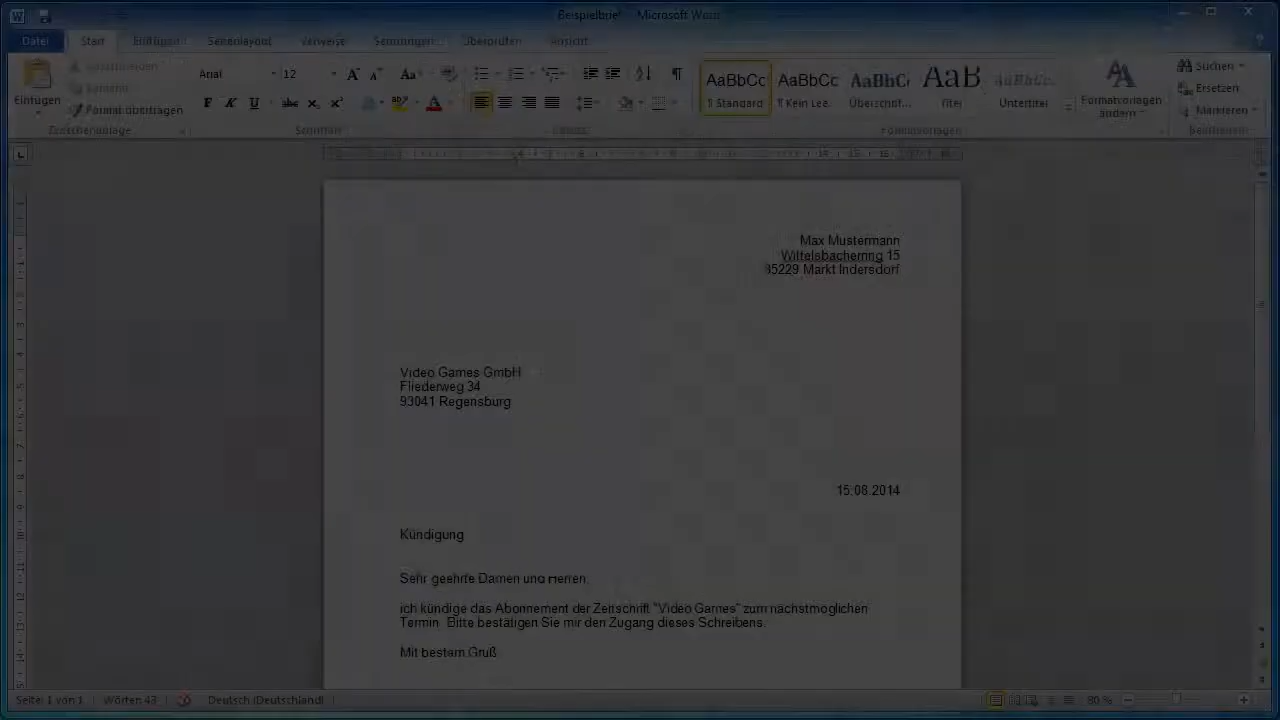 Beispielbrief - Microsoft Word
Datei Start Einfügen Seitenlayout Verweise Sendungen Überprüfen Ansicht
Arial 12
Einfügen
Format übertragen
F K U abc
AaBbCc AaBbCc AaBbC AaB AaBbCc.
¶ Standard ¶ Kein Lee... Überschrif... Titel Untertitel
Formatvorlagen ändern
Suchen
Ersetzen
Markieren
Zwischenablage Schriftart Absatz Formatvorlagen Bearbeiten
Max Mustermann
Wittelsbacherring 15
85229 Markt Indersdorf
Video Games GmbH
Fliederweg 34
93041 Regensburg
15.08.2014
Kündigung
Sehr geehrte Damen und Herren,
ich kündige das Abonnement der Zeitschrift "Video Games" zum nächstmöglichen
Termin. Bitte bestätigen Sie mir den Zugang dieses Schreibens.
Mit bestem Gruß
Seite: 1 von 1 Wörter: 43 Deutsch (Deutschland) 80 %